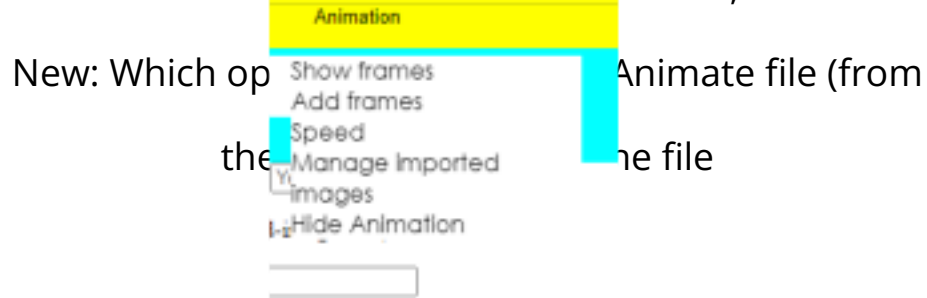 Animation
New: Which op Show frames Animate file (from
Add frames
Speed
the Manage Imported he file
images
Hide Animation